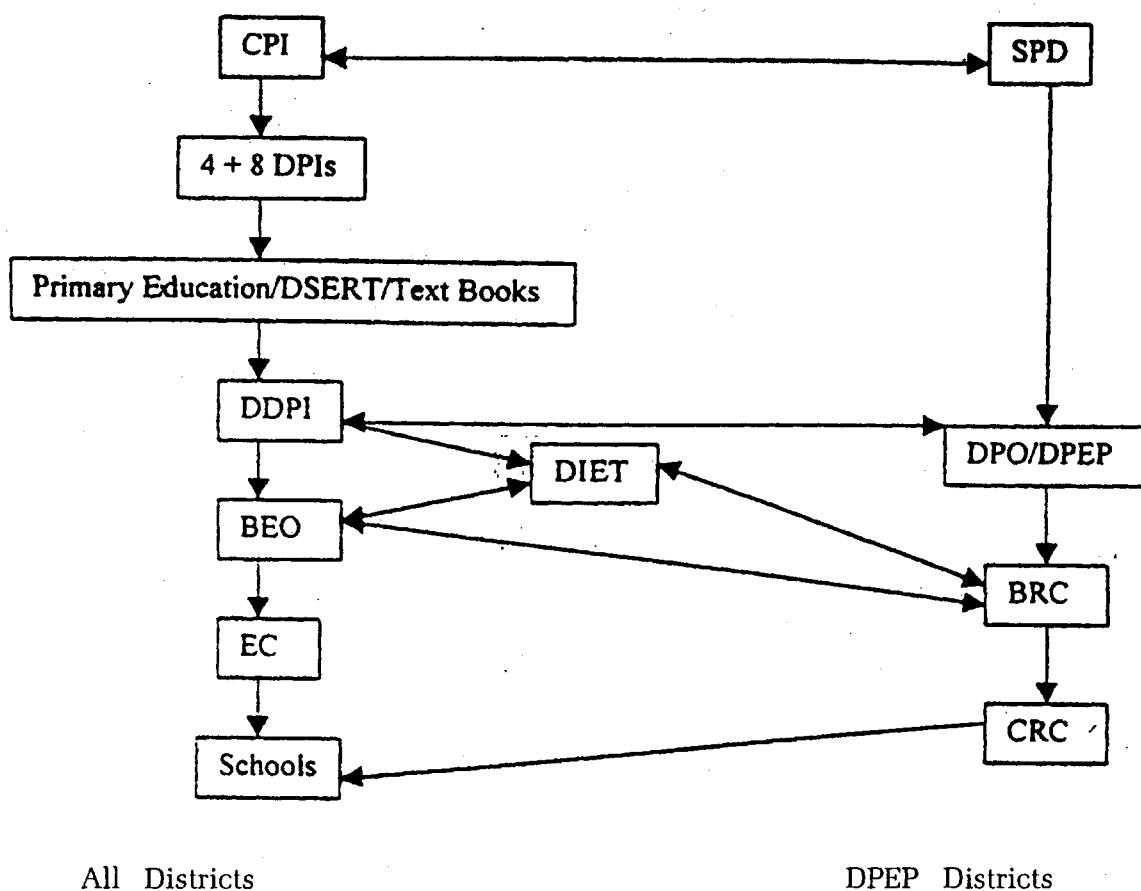 CPI
SPD
4 + 8 DPIs
Primary Education/DSERT/Text Books
DDPI
DPO/DPEP
DIET
BEO
BRC
EC
CRC
Schools
All Districts
DPEP Districts